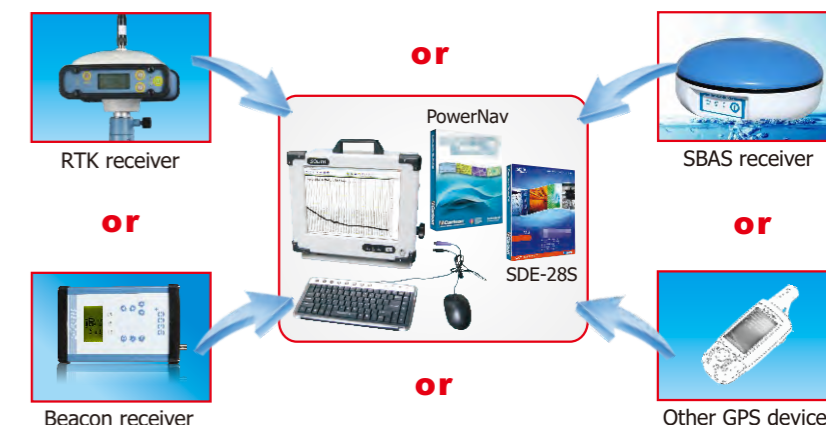 or
PowerNav
RTK receiver
SBAS receiver
or
or
SDE-28S
or
Beacon receiver
Other GPS device